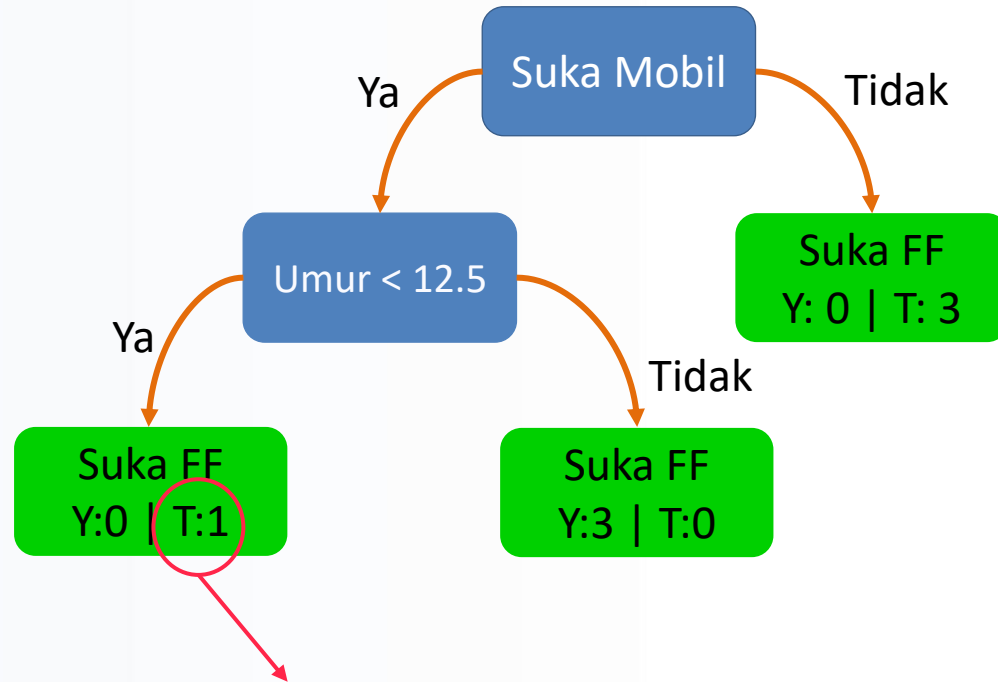 Suka Mobil
Ya
Tidak
Umur < 12.5
Suka FF
Y: 0 | T: 3
Ya
Tidak
Suka FF
Y:0 | T:1
Suka FF
Y:3 | T:0